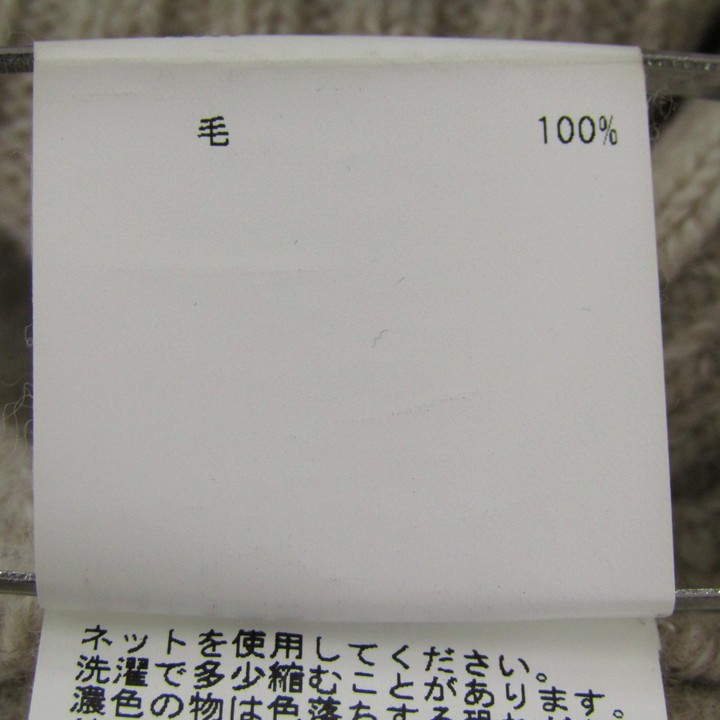 毛 100%
ネットを使用してください。
洗濯で多少縮むことがあります。
濃色の物は色落ちする